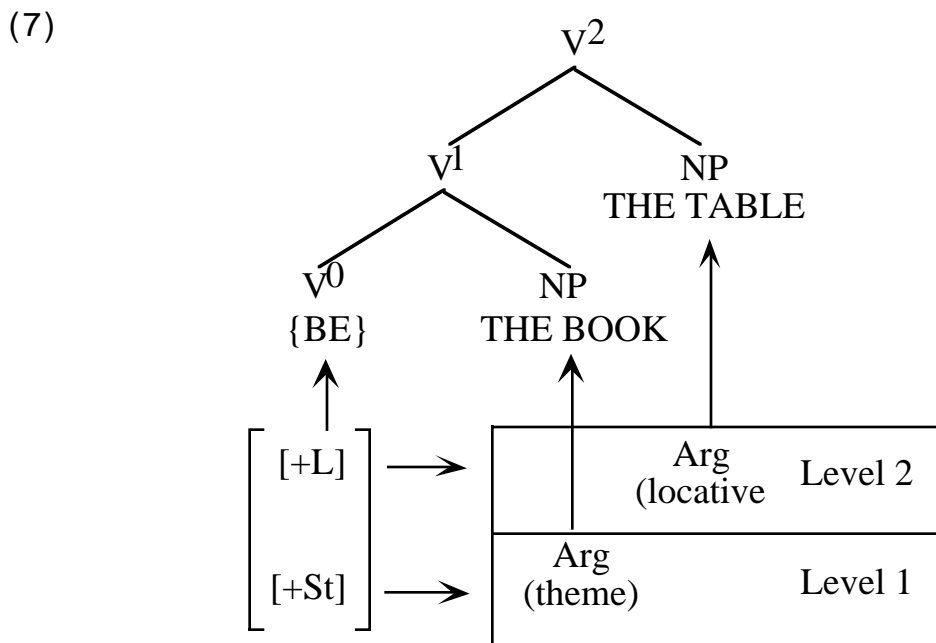 (7)
V2
V1 NP
THE TABLE
V0 NP
{BE} THE BOOK
[+L] Arg Level 2
(locative
[+St] Arg Level 1
(theme)